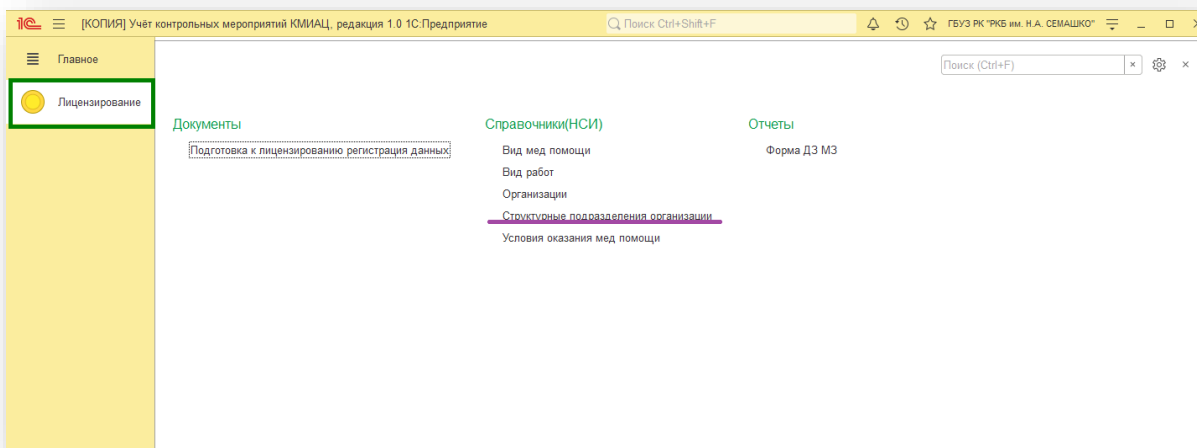 1С [КОПИЯ] Учёт контрольных мероприятий КМИАЦ, редакция 1.0 1С:Предприятие Поиск Ctrl+Shift+F ГБУЗ РК "РКБ им. Н.А. СЕМАШКО"
Главное
Поиск (Ctrl+F)
Лицензирование
Документы
Справочники(НСИ)
Отчеты
Подготовка к лицензированию регистрация данных
Вид мед помощи
Форма ДЗ МЗ
Вид работ
Организации
Структурные подразделения организации
Условия оказания мед помощи